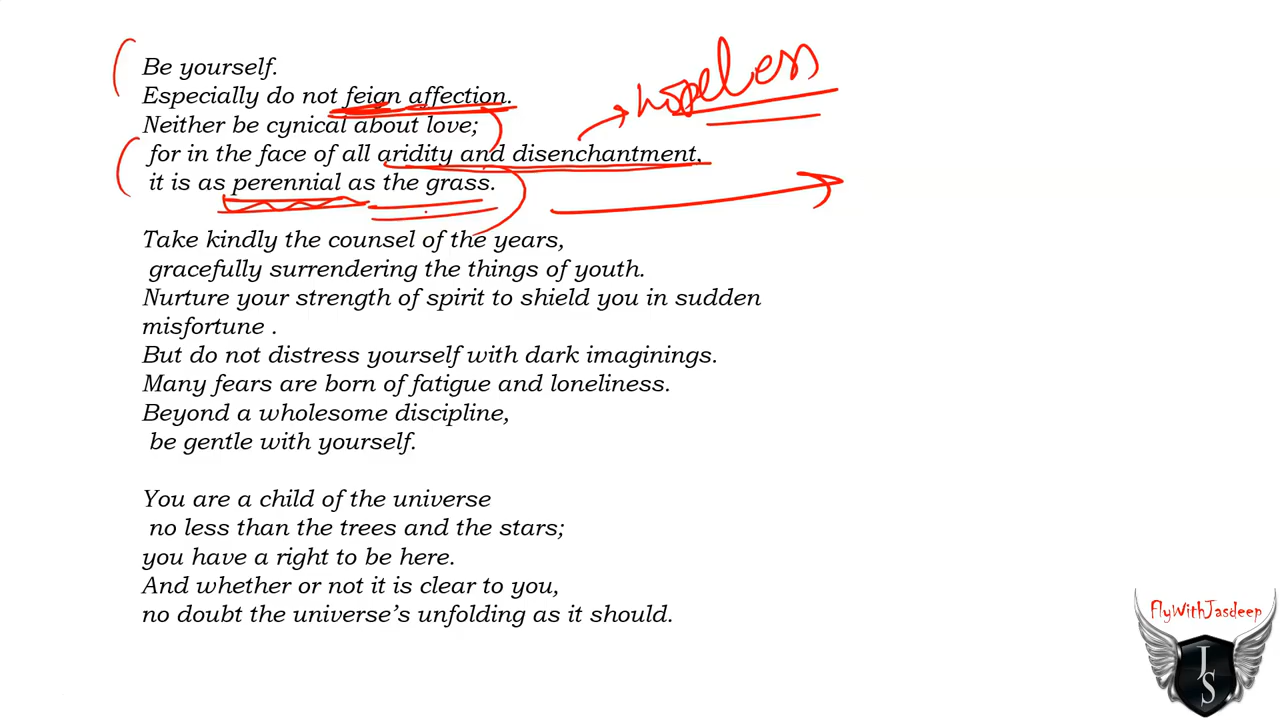 Be yourself.
Especially do not feign affection.
Neither be cynical about love;
for in the face of all aridity and disenchantment,
it is as perennial as the grass.
hopeless
Take kindly the counsel of the years,
gracefully surrendering the things of youth.
Nurture your strength of spirit to shield you in sudden
misfortune .
But do not distress yourself with dark imaginings.
Many fears are born of fatigue and loneliness.
Beyond a wholesome discipline,
be gentle with yourself.
You are a child of the universe
no less than the trees and the stars;
you have a right to be here.
And whether or not it is clear to you,
no doubt the universe’s unfolding as it should.
FlyWithJasdeep
JS